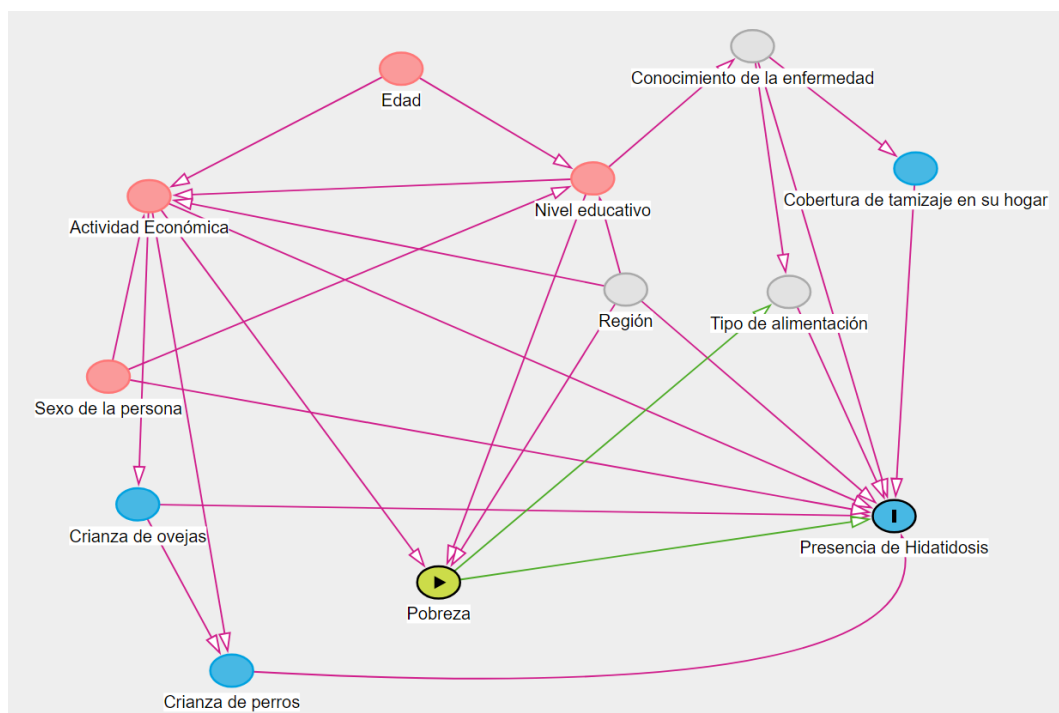 Conocimiento de la enfermedad
Edad
Cobertura de tamizaje en su hogar
Nivel educativo
Actividad Económica
Región
Tipo de alimentación
Sexo de la persona
Crianza de ovejas
Presencia de Hidatidosis
Pobreza
Crianza de perros